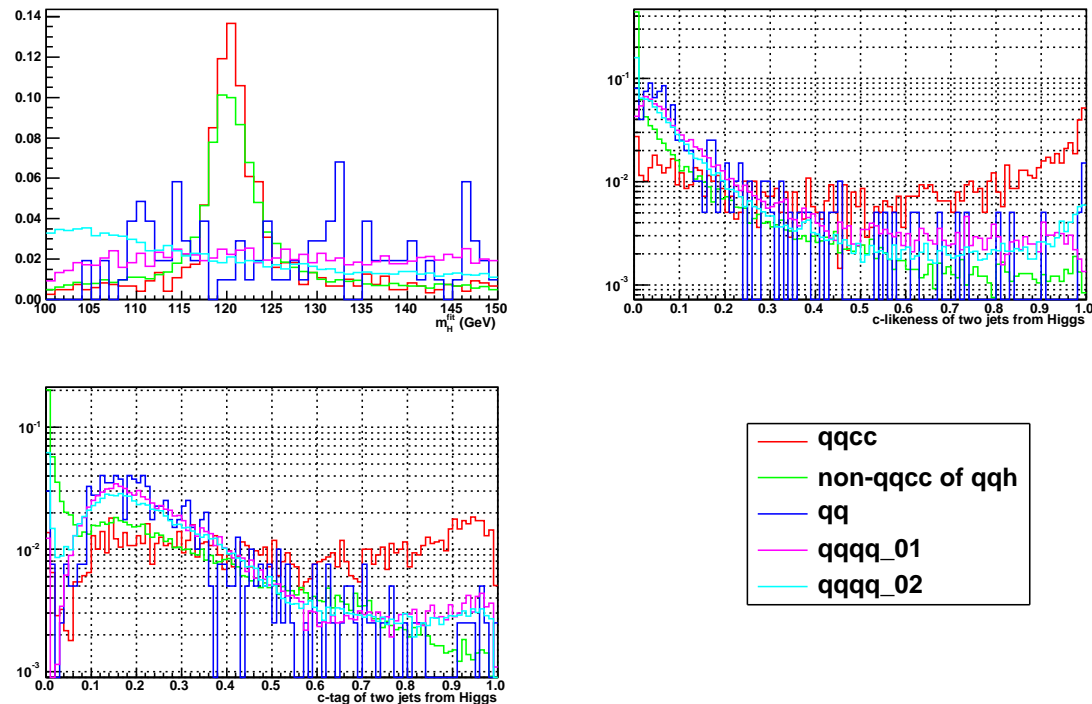 0.14
0.12
0.10
0.08
0.06
0.04
0.02
0.00
100 105 110 115 120 125 130 135 140 145 150
m_H^fit (GeV)
10^-1
10^-2
10^-3
0.0 0.1 0.2 0.3 0.4 0.5 0.6 0.7 0.8 0.9 1.0
c-likeness of two jets from Higgs
10^-1
10^-2
10^-3
0.0 0.1 0.2 0.3 0.4 0.5 0.6 0.7 0.8 0.9 1.0
c-tag of two jets from Higgs
qqcc
non-qqcc of qqh
qq
qqqq_01
qqqq_02